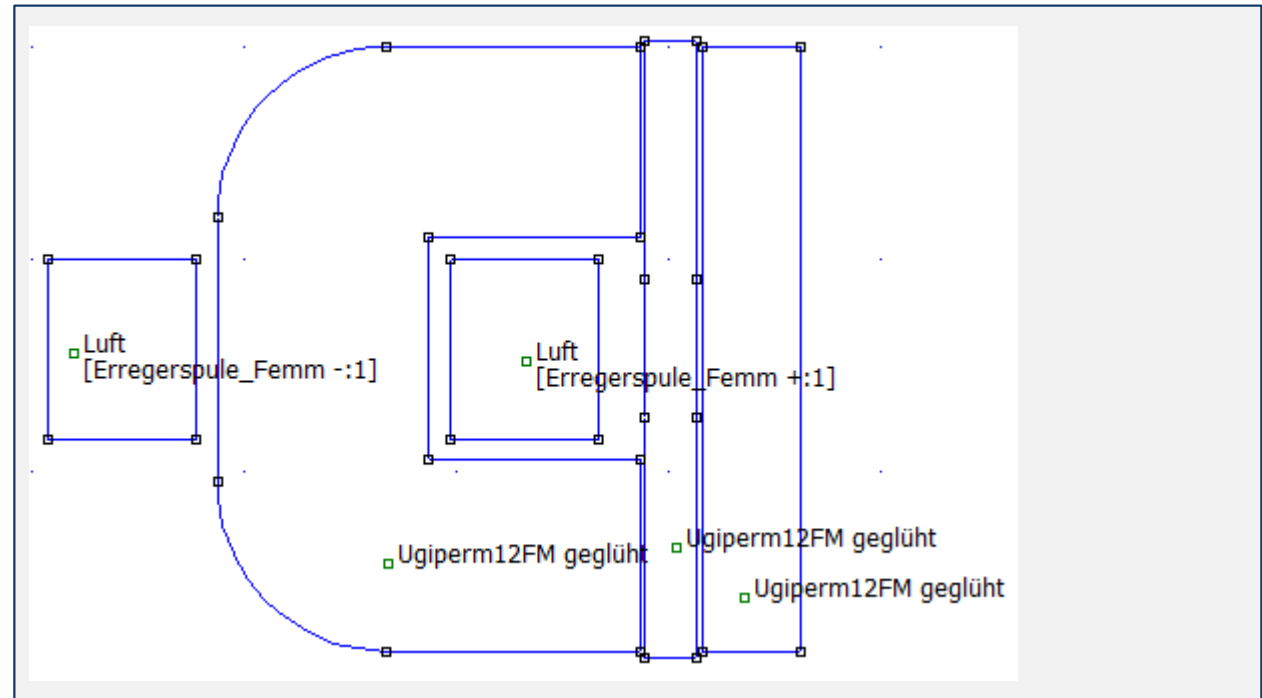 Luft
[Erregerspule_Femm -:1]
Luft
[Erregerspule_Femm +:1]
Ugiperm12FM geglüht
Ugiperm12FM geglüht
Ugiperm12FM geglüht